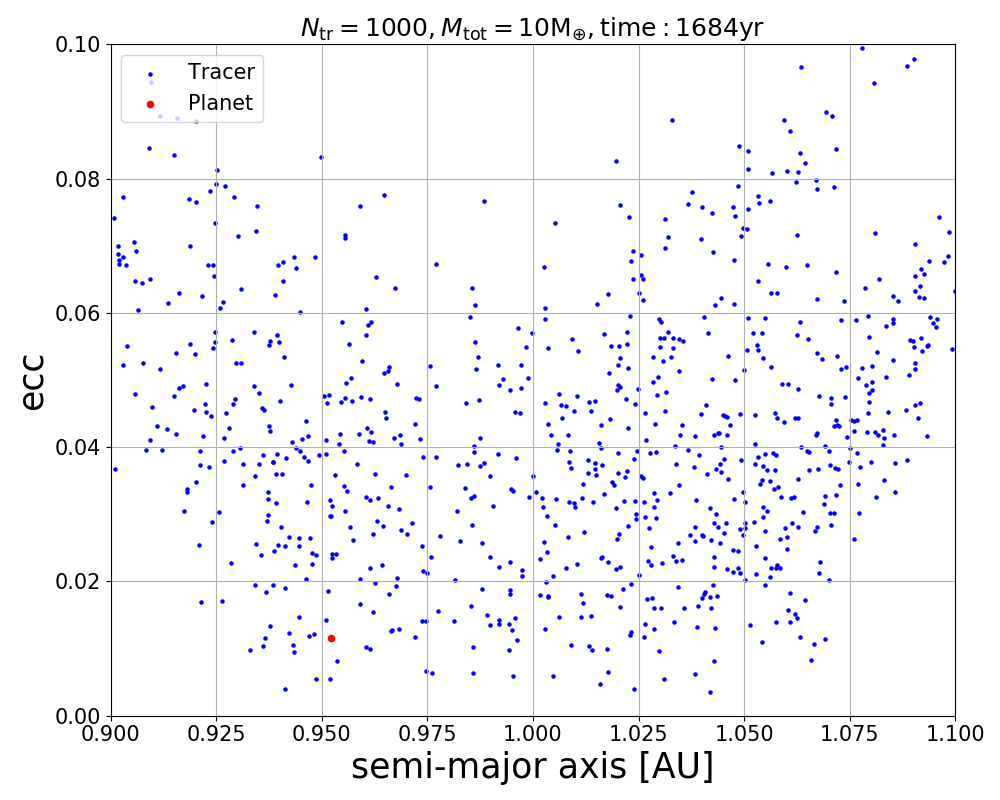 N_tr = 1000, M_tot = 10M_⊕, time : 1684yr
0.10
Tracer
Planet
0.08
0.06
ecc
0.04
0.02
0.00
0.900 0.925 0.950 0.975 1.000 1.025 1.050 1.075 1.100
semi-major axis [AU]